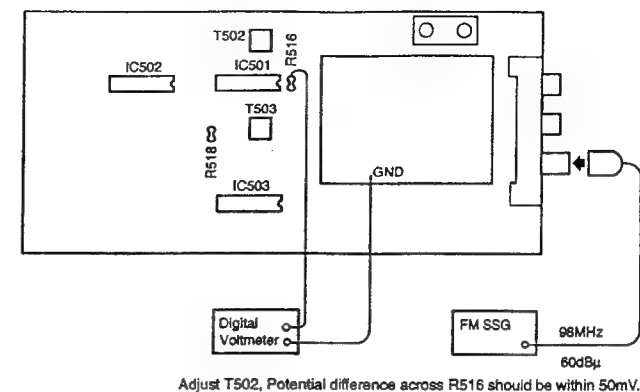 T502
R516
IC502
IC501
T503
R518
GND
IC503
Digital
Voltmeter
FM SSG
98MHz
60dBμ
Adjust T502, Potential difference across R516 should be within 50mV.